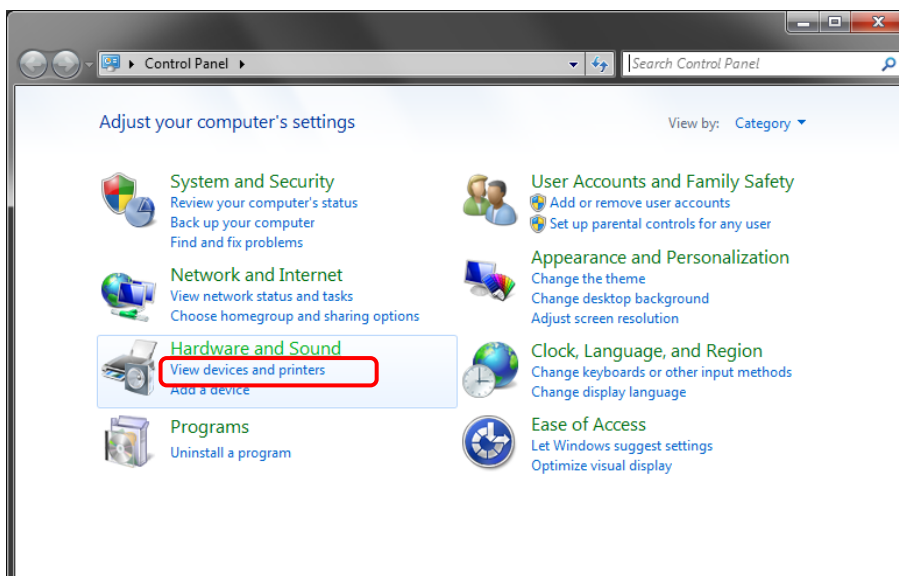 Control Panel
Search Control Panel
Adjust your computer's settings
View by: Category
System and Security
Review your computer's status
Back up your computer
Find and fix problems
Network and Internet
View network status and tasks
Choose homegroup and sharing options
Hardware and Sound
View devices and printers
Add a device
Programs
Uninstall a program
User Accounts and Family Safety
Add or remove user accounts
Set up parental controls for any user
Appearance and Personalization
Change the theme
Change desktop background
Adjust screen resolution
Clock, Language, and Region
Change keyboards or other input methods
Change display language
Ease of Access
Let Windows suggest settings
Optimize visual display